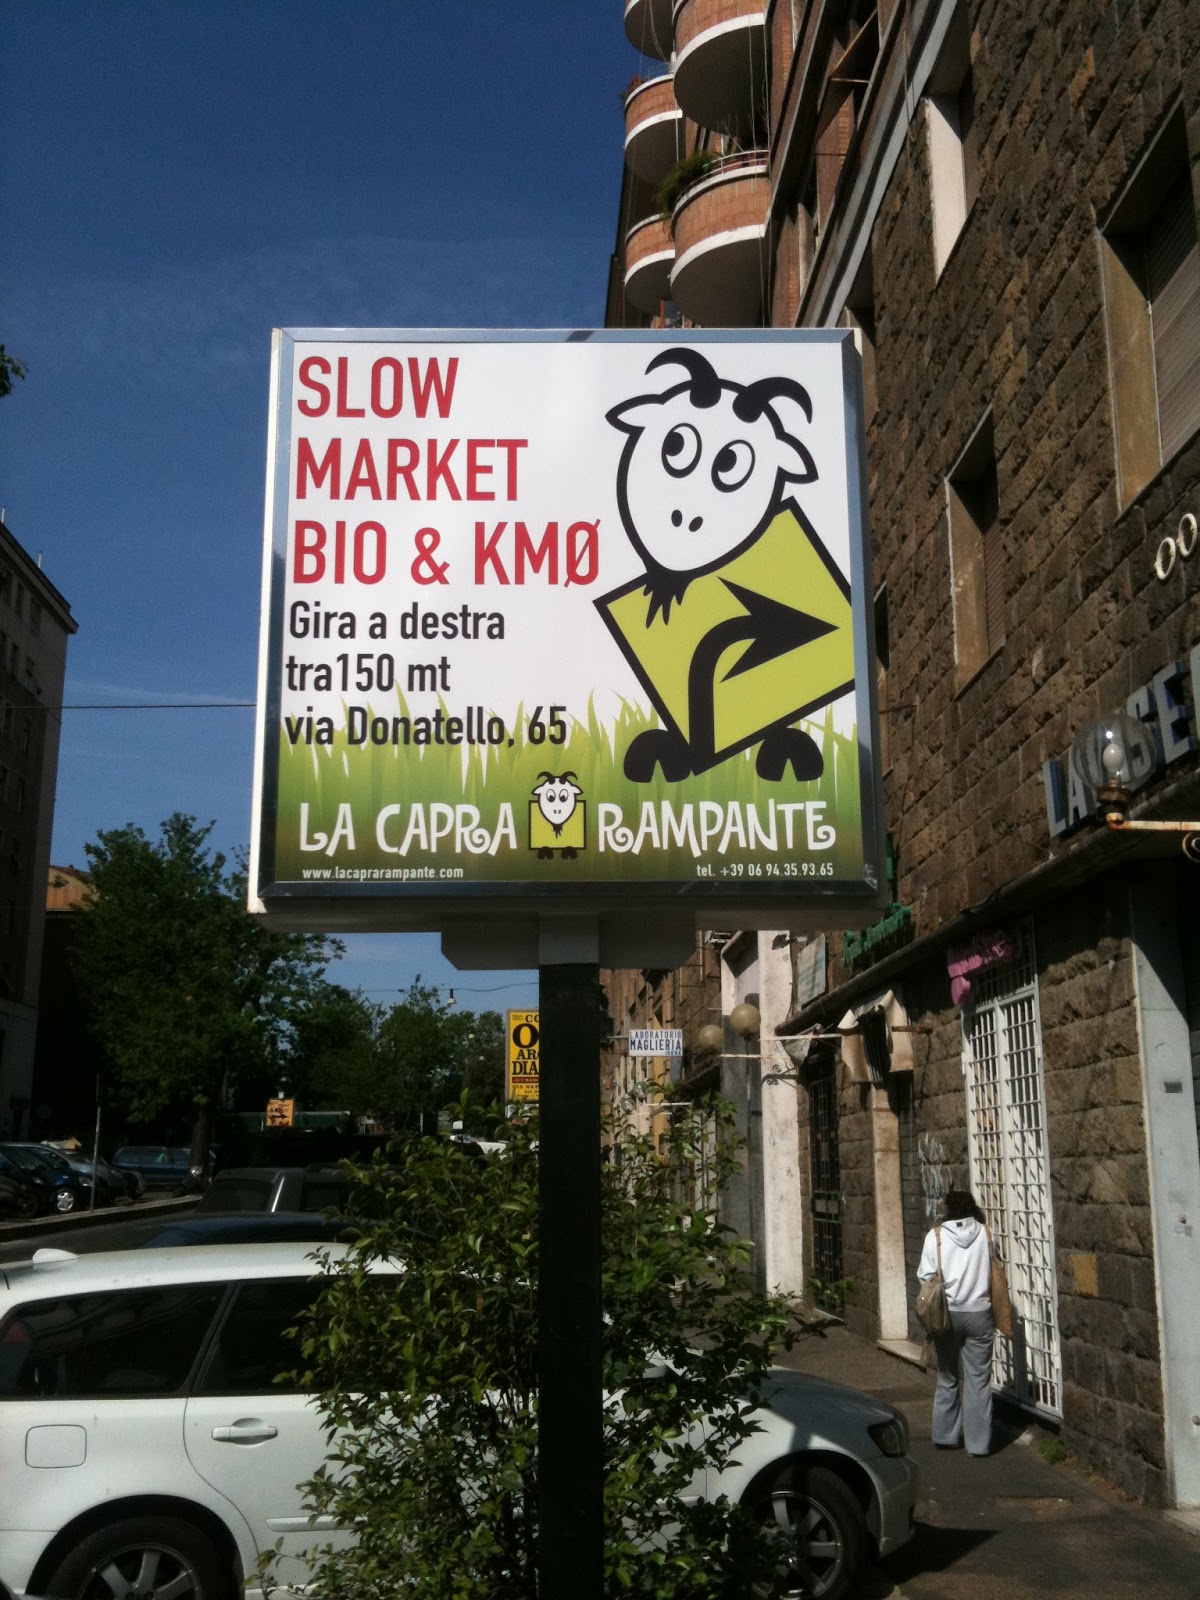 SLOW
MARKET
BIO & KMØ
Gira a destra
tra150 mt
via Donatello, 65
LA CAPRA RAMPANTE
www.lacaprarampante.com tel. +39 06 94.35.93.65
LABORATORIO
MAGLIERIA